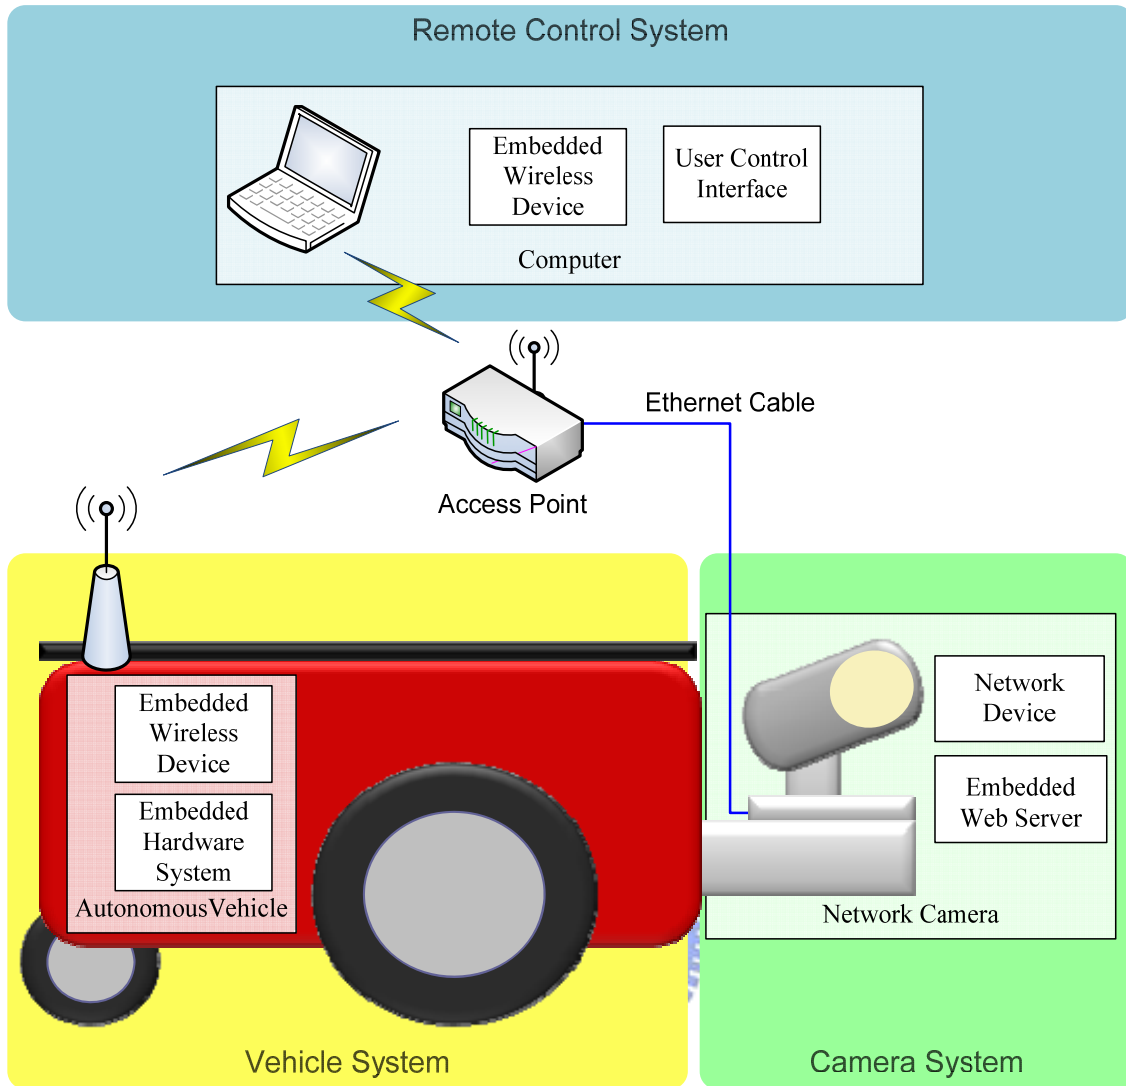 Remote Control System
Embedded
Wireless
Device
User Control
Interface
Computer
Ethernet Cable
Access Point
Embedded
Wireless
Device
Embedded
Hardware
System
AutonomousVehicle
Network
Device
Embedded
Web Server
Network Camera
Vehicle System
Camera System